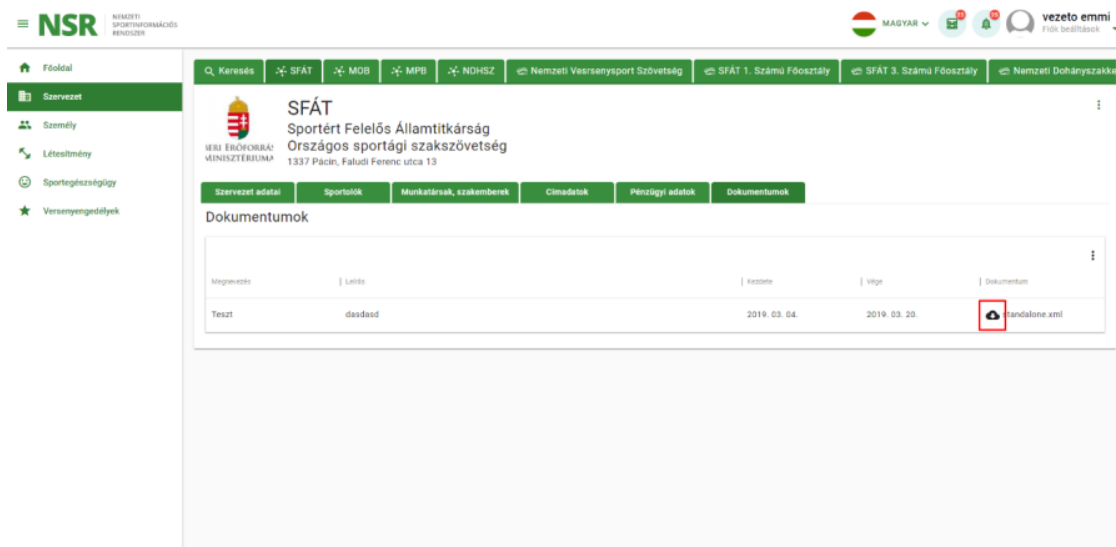 NSR
NEMZETI
SPORTINFORMÁCIÓS
RENDSZER
MAGYAR
vezeto emmi
Fiók beállítások
Főoldal
Szervezet
Személy
Létesítmény
Sportegészségügy
Versenyengedélyek
Keresés
SFÁT
MOB
MPB
NDHSZ
Nemzeti Vesrsenysport Szövetség
SFÁT 1. Számú Főosztály
SFÁT 3. Számú Főosztály
Nemzeti Dohányszakke
SFÁT
Sportért Felelős Államtitkárság
Országos sportági szakszövetség
1337 Pácin, Faludi Ferenc utca 13
Szervezet adatai
Sportolók
Munkatársak, szakemberek
Címadatok
Pénzügyi adatok
Dokumentumok
Dokumentumok
Megnevezés
Leírás
Kezdete
Vége
Dokumentum
Teszt
dasdasd
2019. 03. 04.
2019. 03. 20.
standalone.xml